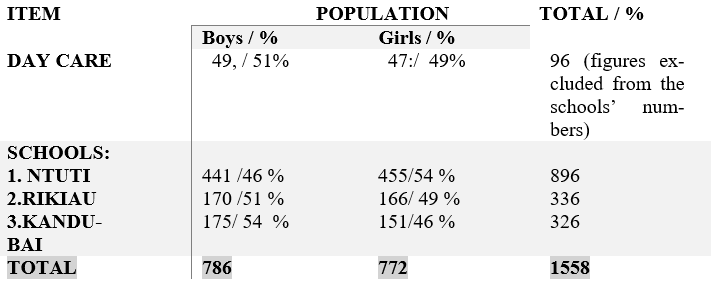 ITEM POPULATION TOTAL / %
Boys / % Girls / %
DAY CARE 49, / 51% 47:/ 49% 96 (figures ex-
cluded from the
schools’ num-
bers)
SCHOOLS:
1. NTUTI 441 /46 % 455/54 % 896
2.RIKIAU 170 /51 % 166/ 49 % 336
3.KANDU- 175/ 54 % 151/46 % 326
BAI
TOTAL 786 772 1558